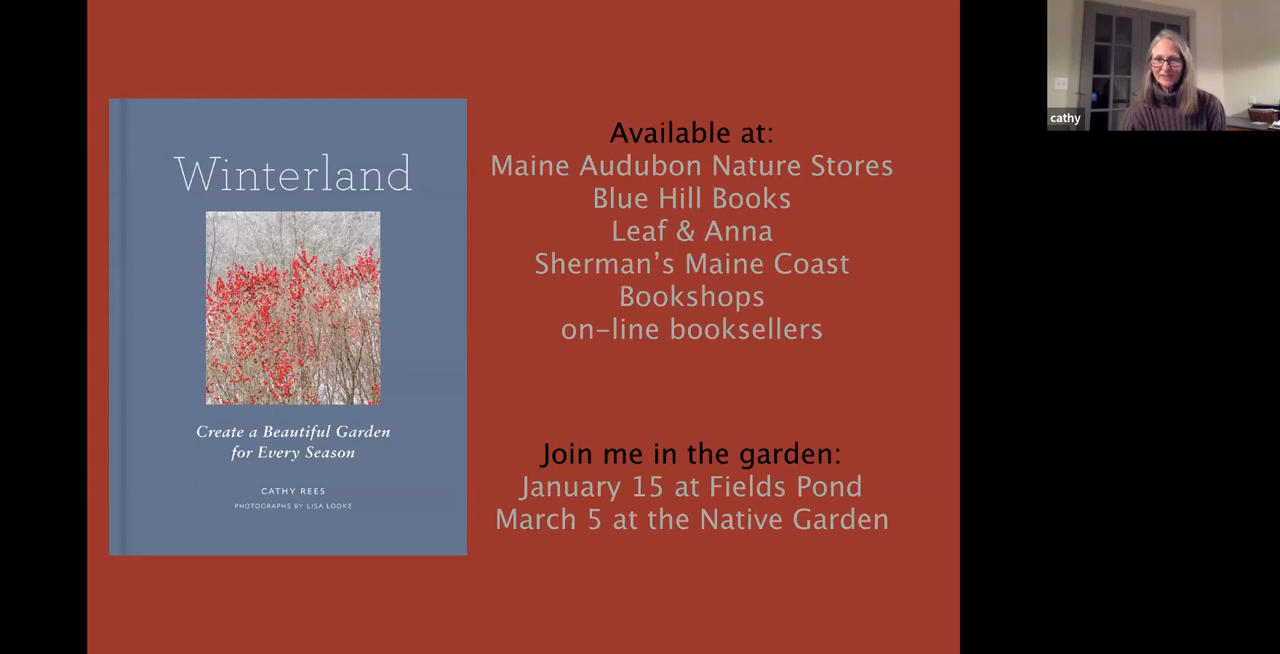 Winterland
Create a Beautiful Garden
for Every Season
CATHY REES
PHOTOGRAPHS BY LISA LOOKE
Available at:
Maine Audubon Nature Stores
Blue Hill Books
Leaf & Anna
Sherman’s Maine Coast
Bookshops
on-line booksellers
Join me in the garden:
January 15 at Fields Pond
March 5 at the Native Garden
cathy